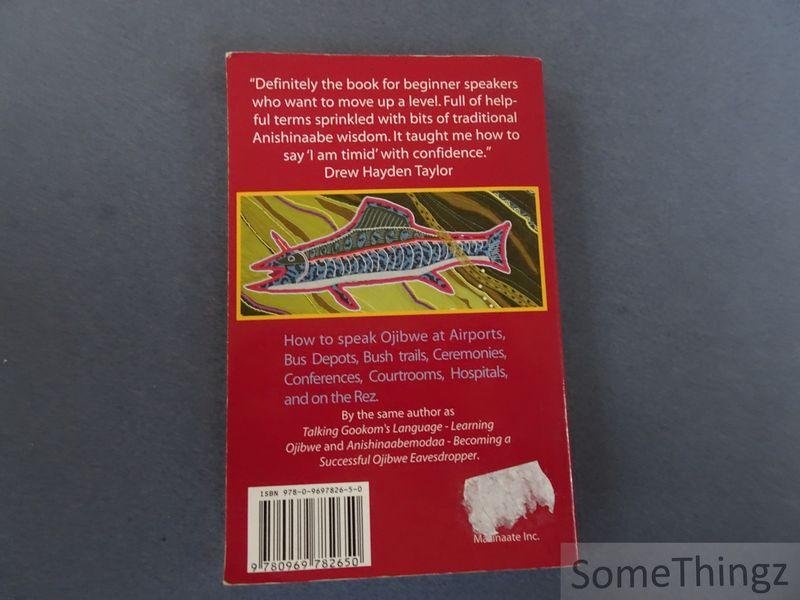 “Definitely the book for beginner speakers
who want to move up a level. Full of help-
ful terms sprinkled with bits of traditional
Anishinaabe wisdom. It taught me how to
say ‘I am timid’ with confidence.”
Drew Hayden Taylor
How to speak Ojibwe at Airports,
Bus Depots, Bush trails, Ceremonies,
Conferences, Courtrooms, Hospitals,
and on the Rez.
By the same author as
Talking Gookom's Language - Learning
Ojibwe and Anishinaabemodaa - Becoming a
Successful Ojibwe Eavesdropper.
ISBN 978-0-9697826-5-0
9 780969 782650
Inc.
SomeThingz